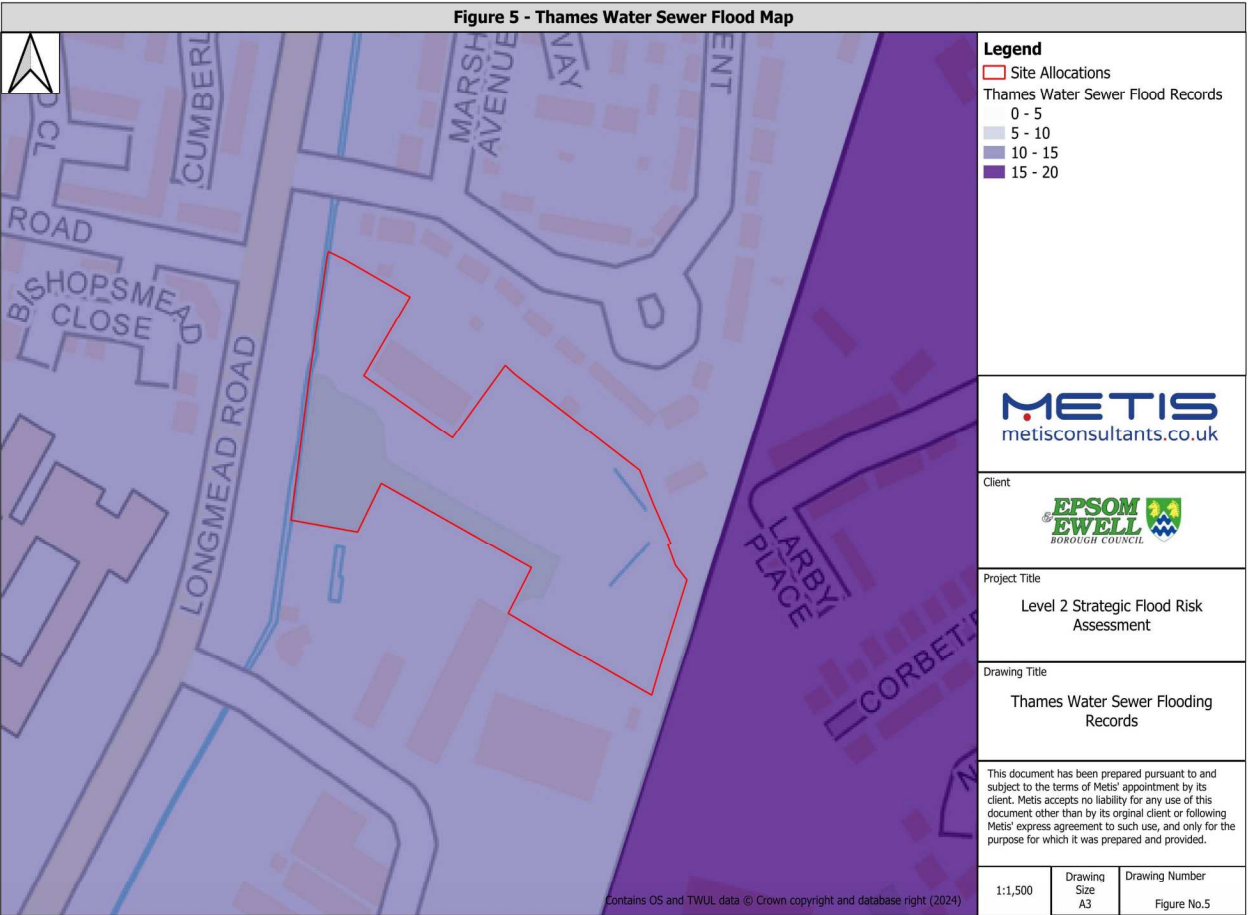 Figure 5 - Thames Water Sewer Flood Map
CUMBERL
D CL
MARSH
AVENUE
WAY
ENT
ROAD
BISHOPSMEAD
CLOSE
LONGMEAD ROAD
LARBY
PLACE
CORBET
N
Contains OS and TWUL data © Crown copyright and database right (2024)
Legend
Site Allocations
Thames Water Sewer Flood Records
0 - 5
5 - 10
10 - 15
15 - 20
METIS
metisconsultants.co.uk
Client
EPSOM
& EWELL
BOROUGH COUNCIL
Project Title
Level 2 Strategic Flood Risk
Assessment
Drawing Title
Thames Water Sewer Flooding
Records
This document has been prepared pursuant to and
subject to the terms of Metis' appointment by its
client. Metis accepts no liability for any use of this
document other than by its orginal client or following
Metis' express agreement to such use, and only for the
purpose for which it was prepared and provided.
1:1,500
Drawing
Size
A3
Drawing Number
Figure No.5